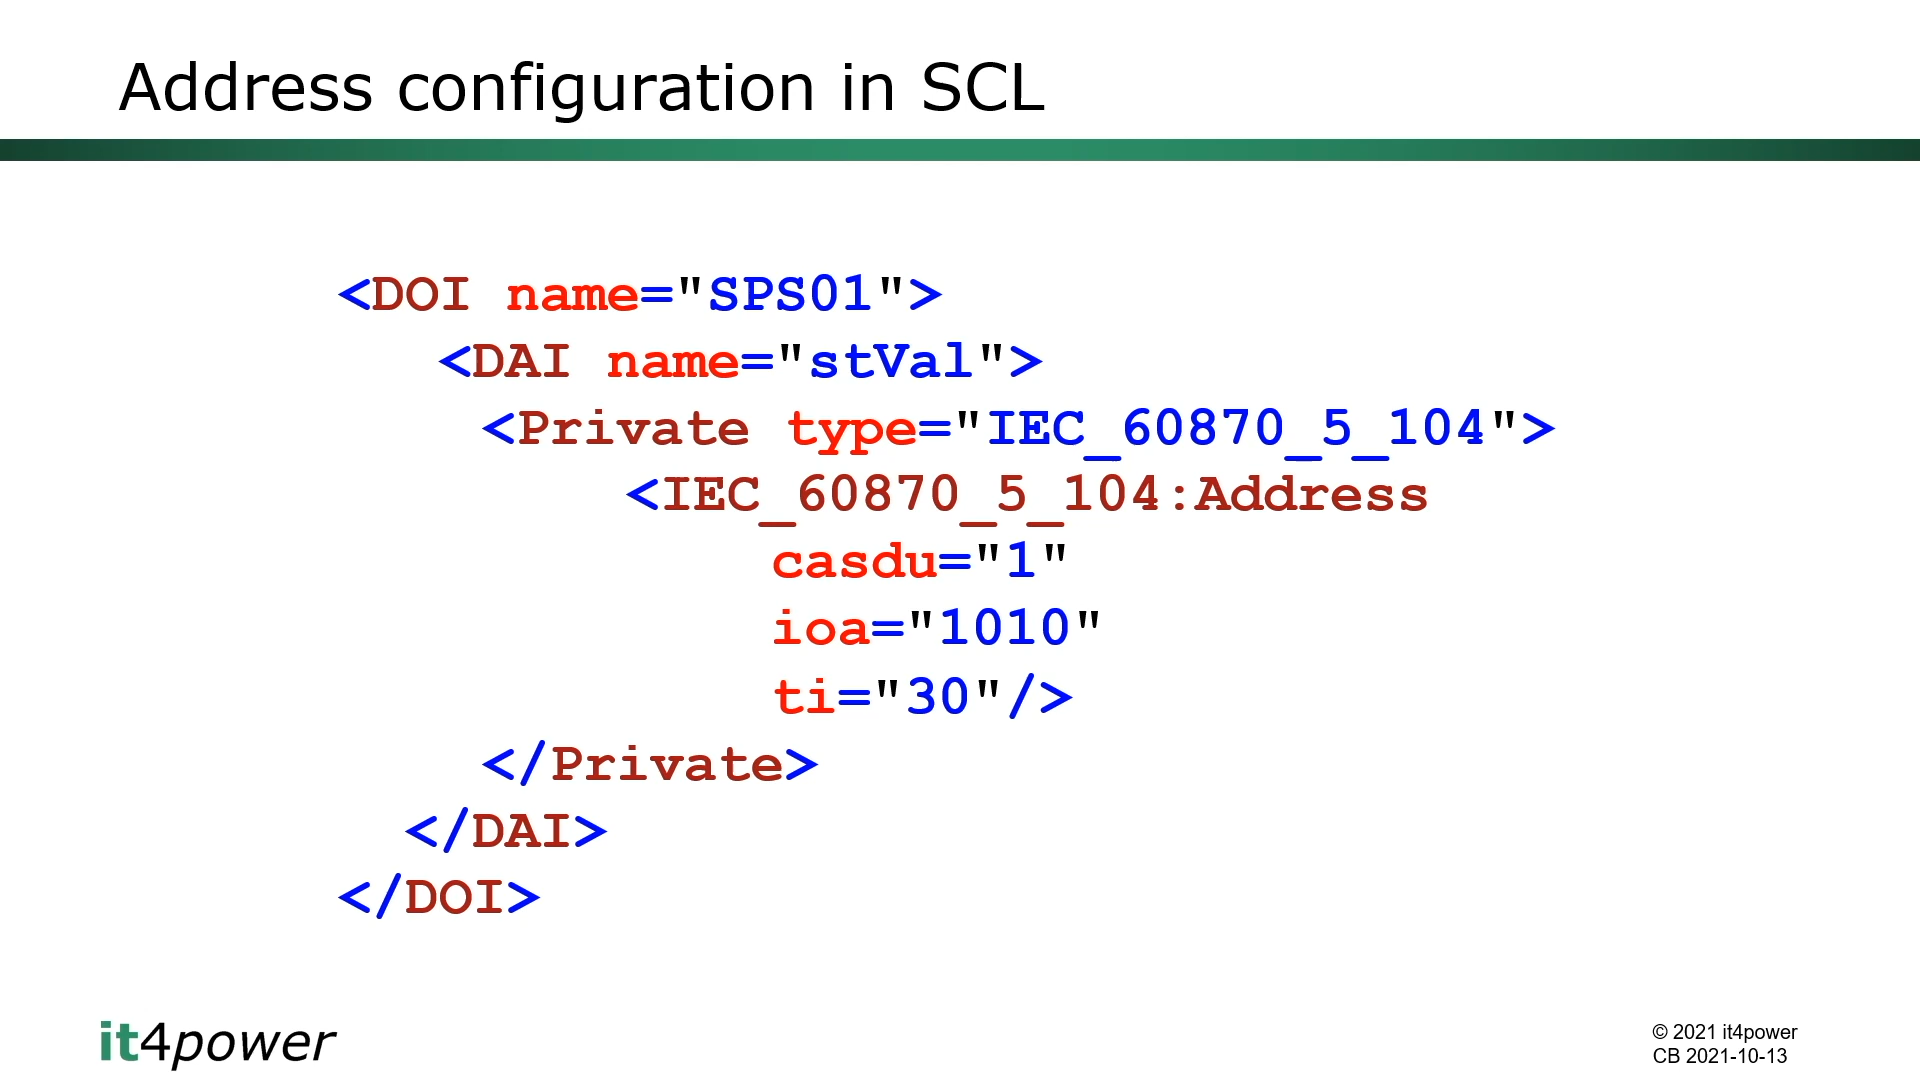 Address configuration in SCL
<DOI name="SPS01">
<DAI name="stVal">
<Private type="IEC_60870_5_104">
<IEC_60870_5_104:Address
casdu="1"
ioa="1010"
ti="30"/>
</Private>
</DAI>
</DOI>
it4power
© 2021 it4power
CB 2021-10-13